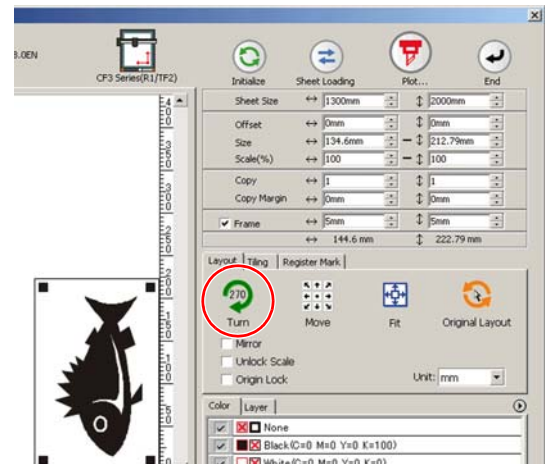 8.0EN
CF3 Series(R1/TF2)
Initialize Sheet Loading Plot... End
Sheet Size 1300mm 2000mm
Offset 0mm 0mm
Size 134.6mm 212.79mm
Scale(%) 100 100
Copy 1 1
Copy Margin 0mm 0mm
Frame 5mm 5mm
144.6 mm 222.79 mm
Layout Tiling Register Mark
270
Turn Move Fit Original Layout
Mirror
Unlock Scale
Origin Lock Unit: mm
Color Layer
None
Black(C=0 M=0 Y=0 K=100)
White(C=0 M=0 Y=0 K=0)